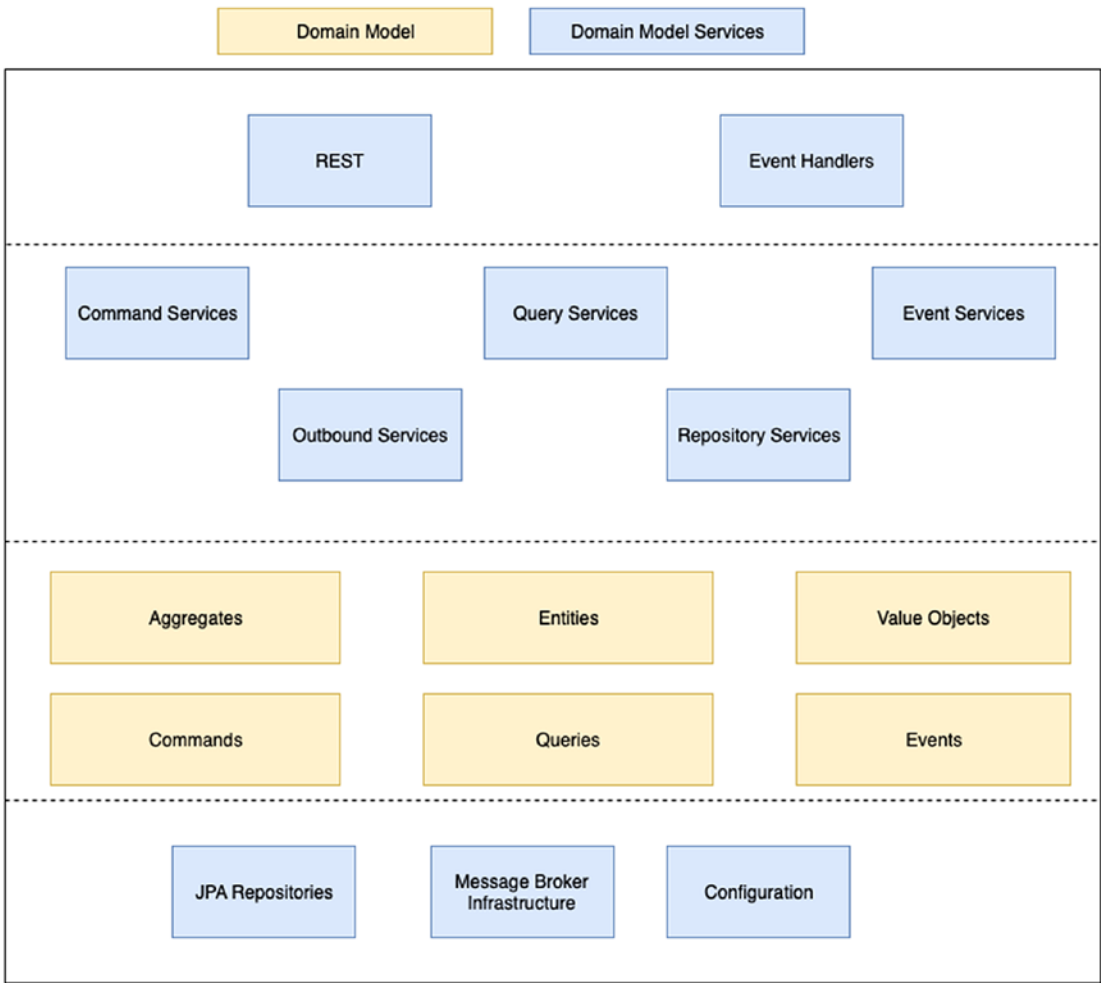 Domain Model
Domain Model Services
REST
Event Handlers
Command Services
Query Services
Event Services
Outbound Services
Repository Services
Aggregates
Entities
Value Objects
Commands
Queries
Events
JPA Repositories
Message Broker
Infrastructure
Configuration